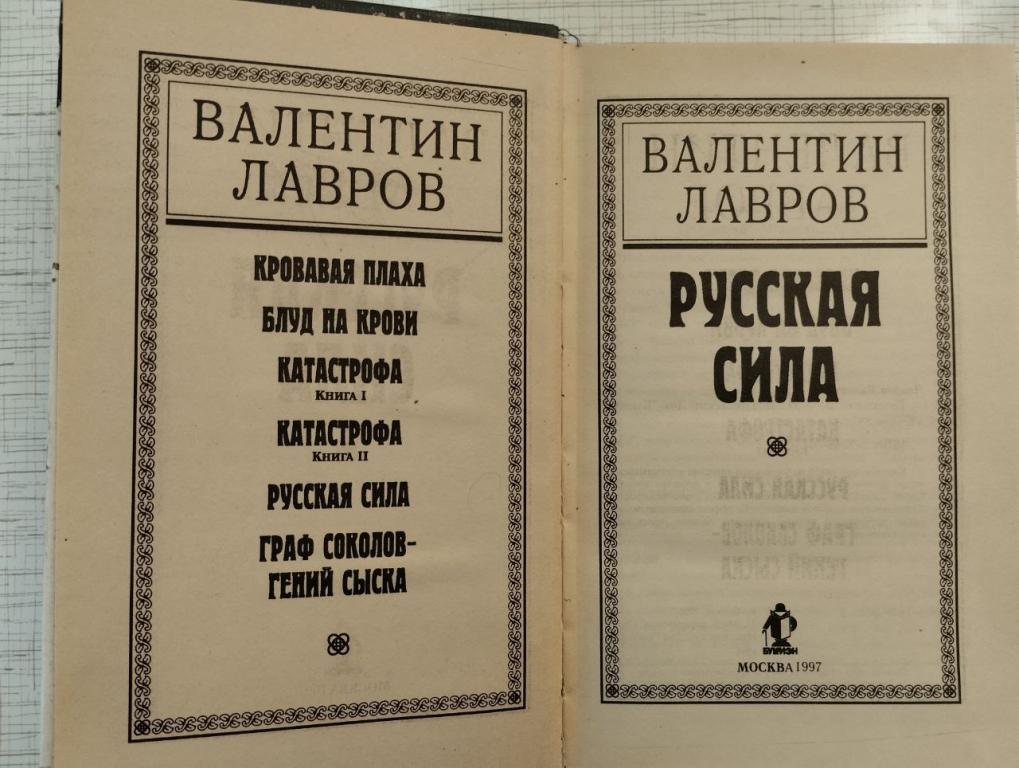 ВАЛЕНТИН
ЛАВРОВ
КРОВАВАЯ ПЛАХА
БЛУД НА КРОВИ
КАТАСТРОФА
КНИГА I
КАТАСТРОФА
КНИГА II
РУССКАЯ СИЛА
ГРАФ СОКОЛОВ-
ГЕНИЙ СЫСКА
ВАЛЕНТИН
ЛАВРОВ
РУССКАЯ
СИЛА
БУКМЭН
МОСКВА 1997